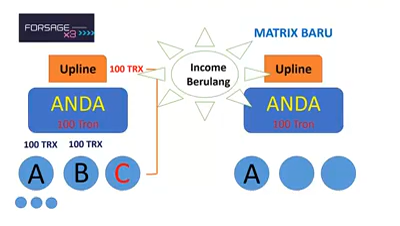 FORSAGE
x3
MATRIX BARU
Upline
100 TRX
Income
Berulang
Upline
ANDA
100 Tron
ANDA
100 Tron
100 TRX
100 TRX
A
B
C
A